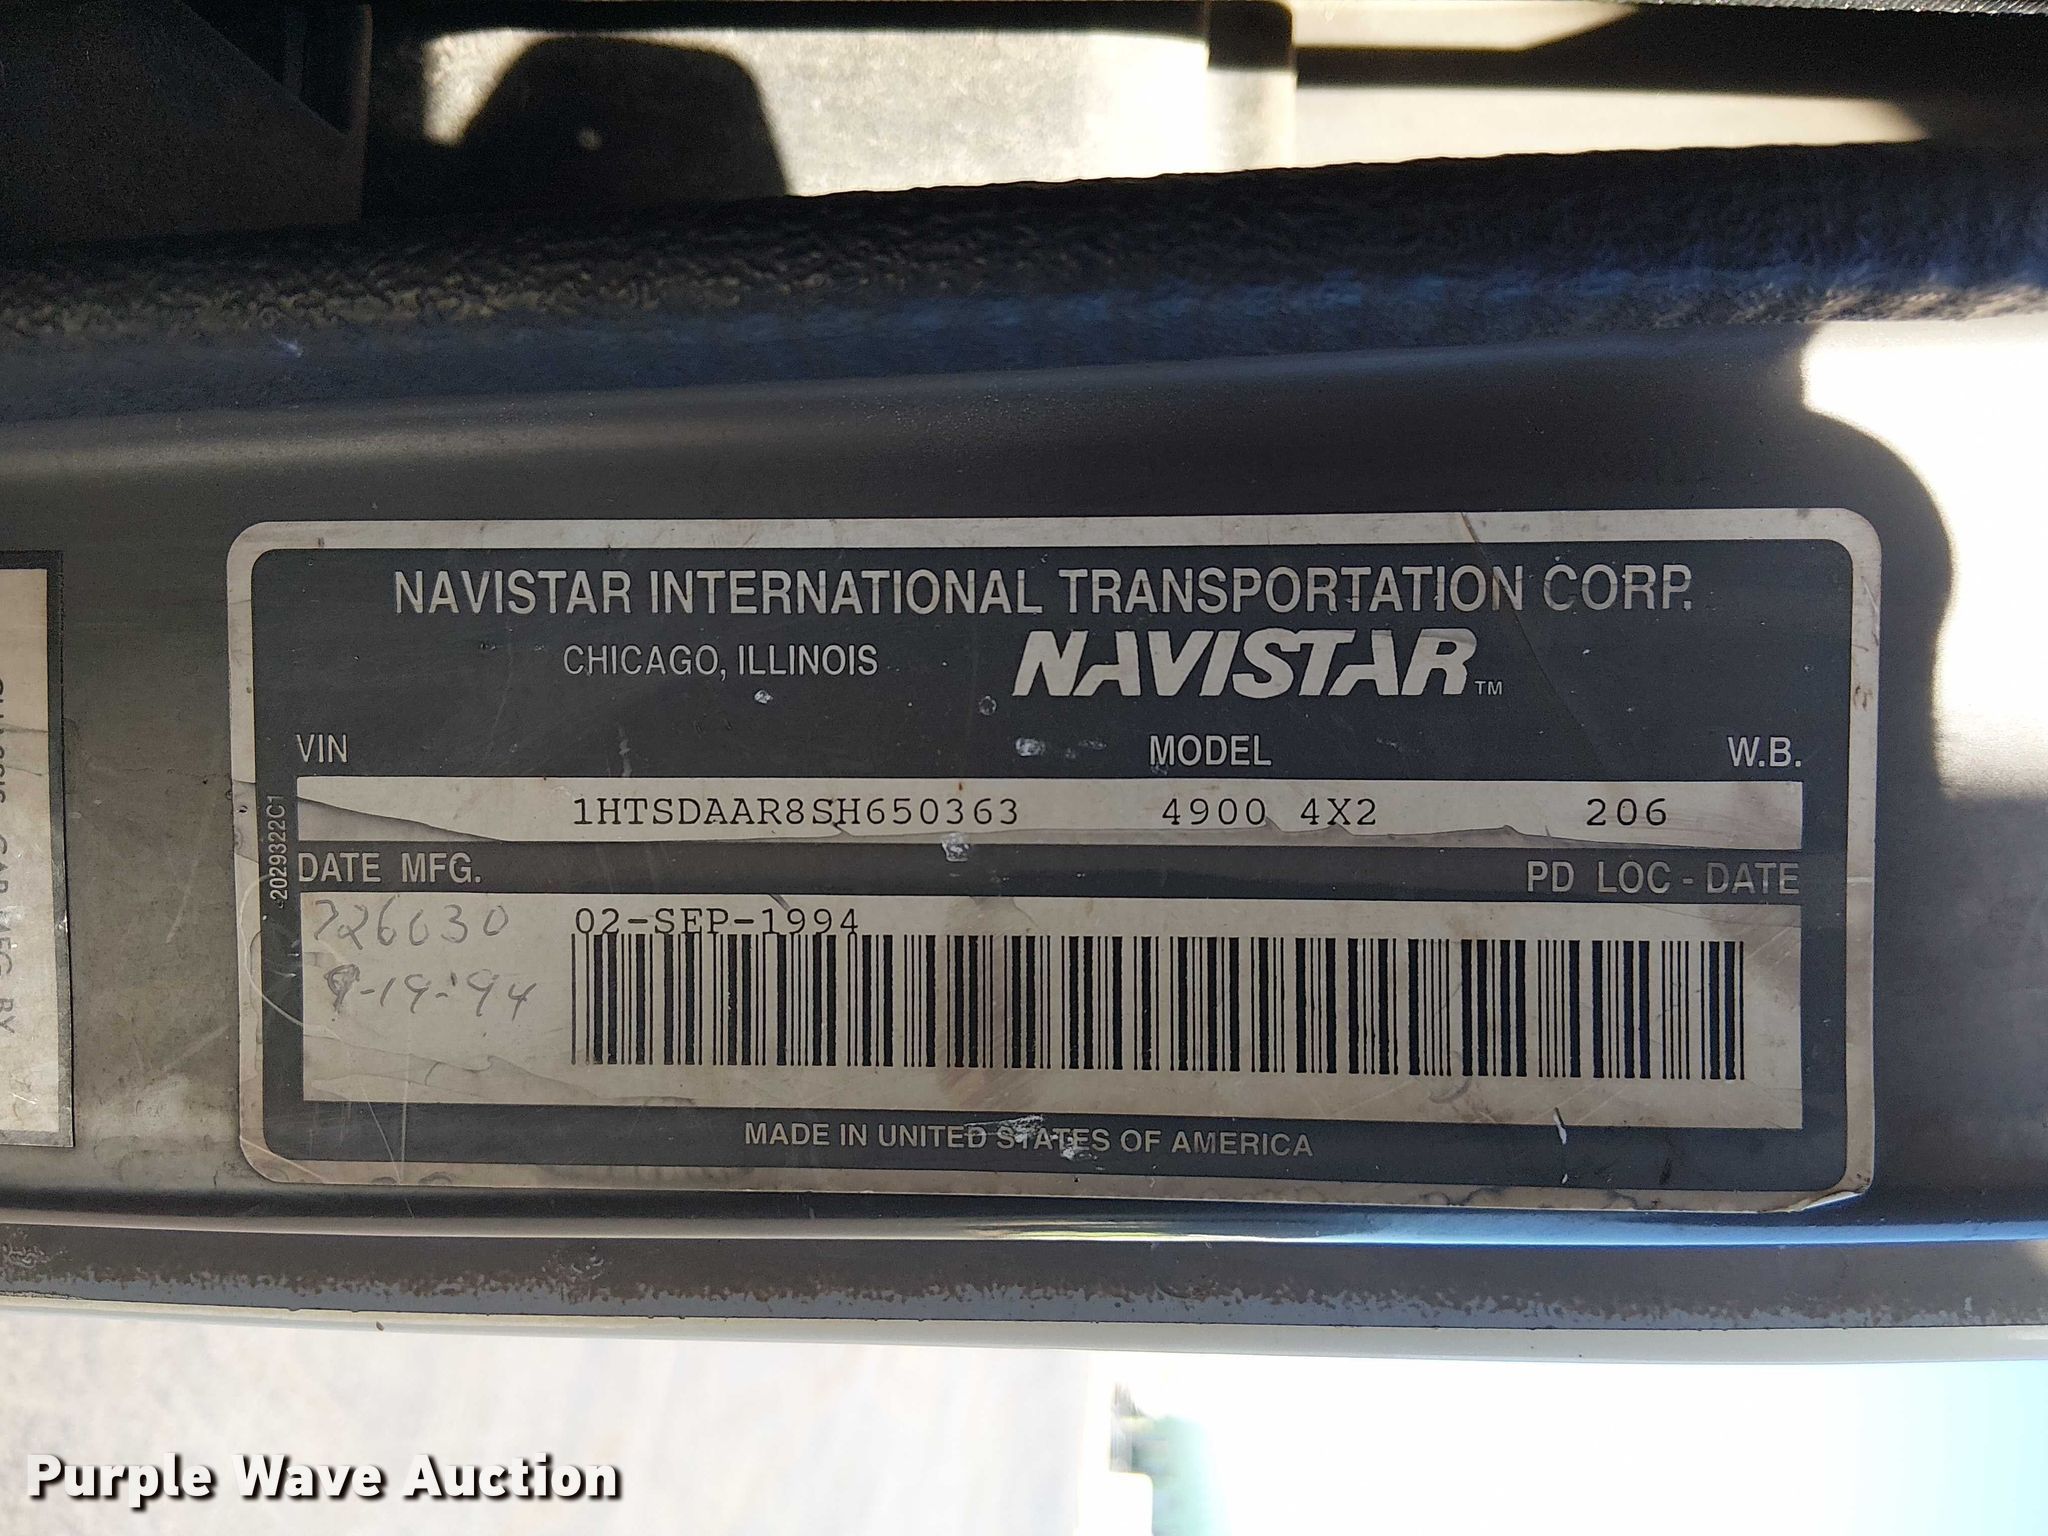 NAVISTAR INTERNATIONAL TRANSPORTATION CORP.
CHICAGO, ILLINOIS NAVISTAR™
VIN MODEL W.B.
1HTSDAAR8SH650363 4900 4X2 206
2029322C1
DATE MFG. PD LOC - DATE
726030 02-SEP-1994
9-19-94
MADE IN UNITED STATES OF AMERICA
Purple Wave Auction